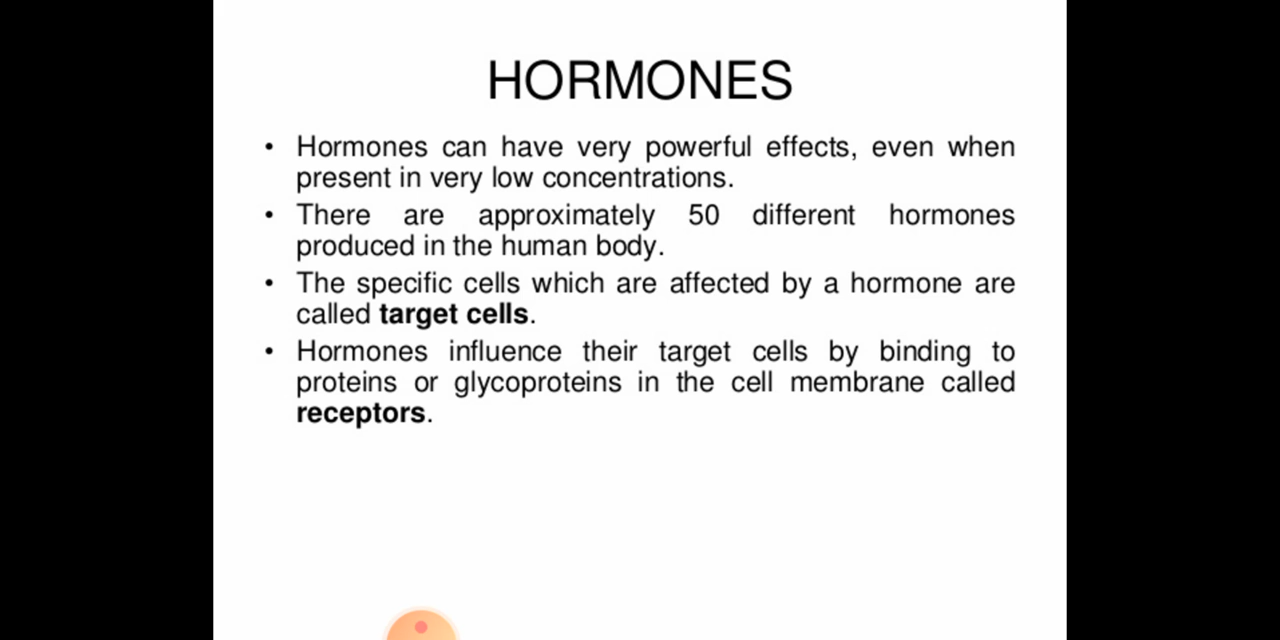 HORMONES
• Hormones can have very powerful effects, even when
present in very low concentrations.
• There are approximately 50 different hormones
produced in the human body.
• The specific cells which are affected by a hormone are
called target cells.
• Hormones influence their target cells by binding to
proteins or glycoproteins in the cell membrane called
receptors.